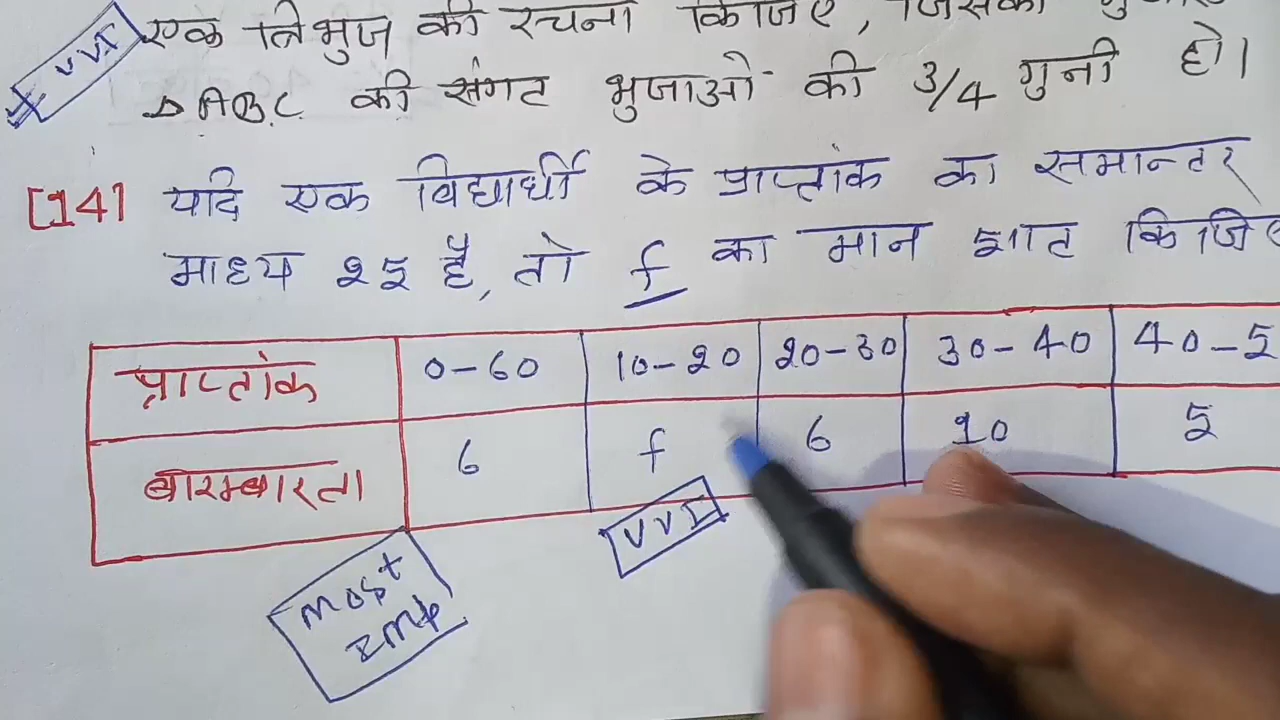 VVI एक त्रिभुज की रचना किजिए,
△ABC की संगत भुजाओ की 3/4 गुनी हो।
[14] यदि एक विद्यार्थी के प्राप्तांक का समान्तर
माध्य 25 है, तो f का मान ज्ञात किजिए
प्राप्तांक 0-60 10-20 20-30 30-40 40-5
बारम्बारता 6 f 6 10 5
VVI
most
Imp